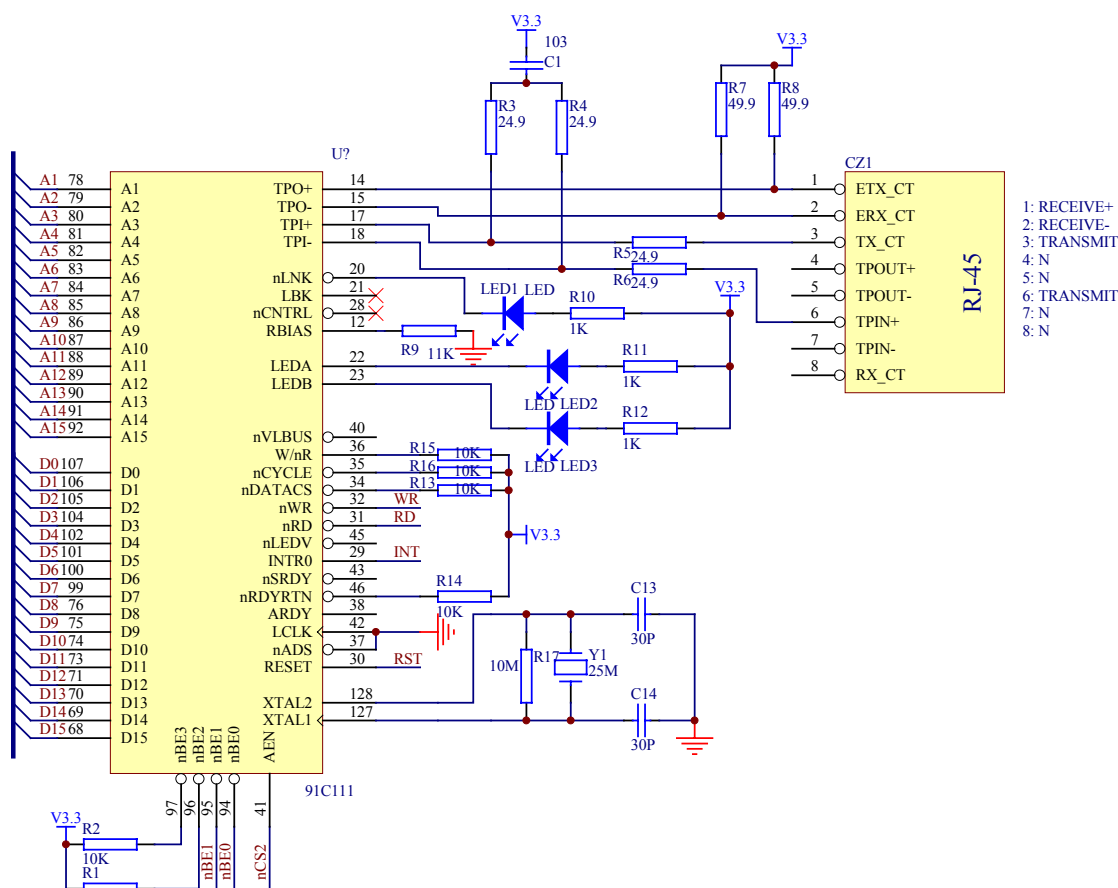 V3.3
103
C1
V3.3
R3
24.9
R4
24.9
R7
49.9
R8
49.9
U?
CZ1
A1 78 A1
A2 79 A2
A3 80 A3
A4 81 A4
A5 82 A5
A6 83 A6
A7 84 A7
A8 85 A8
A9 86 A9
A10 87 A10
A11 88 A11
A12 89 A12
A13 90 A13
A14 91 A14
A15 92 A15
D0 107 D0
D1 106 D1
D2 105 D2
D3 104 D3
D4 102 D4
D5 101 D5
D6 100 D6
D7 99 D7
D8 76 D8
D9 75 D9
D10 74 D10
D11 73 D11
D12 71 D12
D13 70 D13
D14 69 D14
D15 68 D15
TPO+ 14
TPO- 15
TPI+ 17
TPI- 18
nLNK 20
LBK 21
nCNTRL 28
RBIAS 12
LEDA 22
LEDB 23
nVLBUS 40
W/nR 36
nCYCLE 35
nDATACS 34
nWR 32 WR
nRD 31 RD
nLEDV 45
INTR0 29 INT
nSRDY 43
nRDYRTN 46
ARDY 38
LCLK 42
nADS 37
RESET 30 RST
XTAL2 128
XTAL1 127
R5
24.9
R6
24.9
LED1 LED
R10
1K
V3.3
R9 11K
R11
1K
LED LED2
R12
1K
LED LED3
R15 10K
R16 10K
R13 10K
V3.3
R14
10K
C13
30P
10M
R17
Y1
25M
C14
30P
1 ETX_CT
2 ERX_CT
3 TX_CT
4 TPOUT+
5 TPOUT-
6 TPIN+
7 TPIN-
8 RX_CT
RJ-45
1: RECEIVE+
2: RECEIVE-
3: TRANSMIT
4: N
5: N
6: TRANSMIT
7: N
8: N
nBE3
nBE2
nBE1
nBE0
AEN
91C111
97
96
95
94
41
V3.3
R2
10K
R1
nBE1
nBE0
nCS2